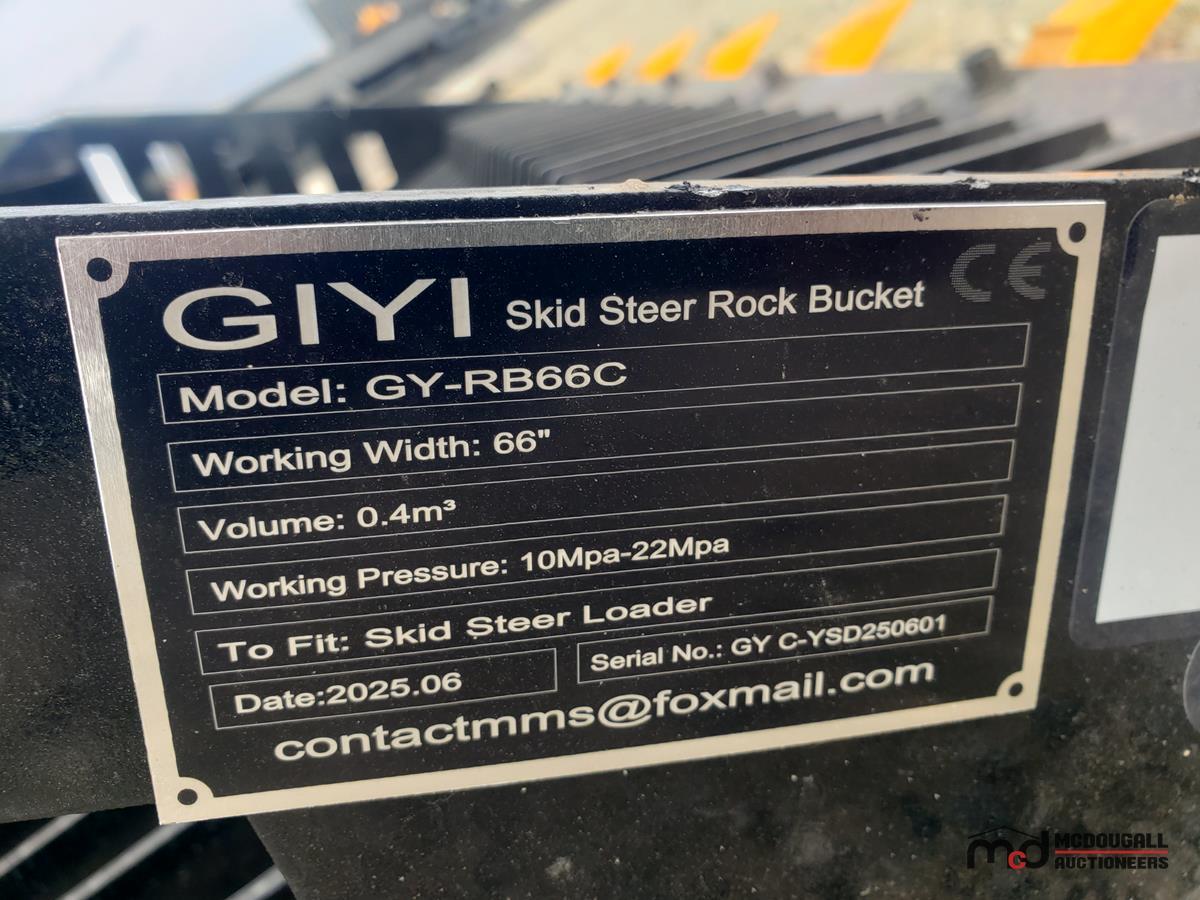 GIYI Skid Steer Rock Bucket CE
Model: GY-RB66C
Working Width: 66"
Volume: 0.4m³
Working Pressure: 10Mpa-22Mpa
To Fit: Skid Steer Loader
Date:2025.06 Serial No.: GY C-YSD250601
contactmms@foxmail.com
mcd MCDOUGALL
AUCTIONEERS